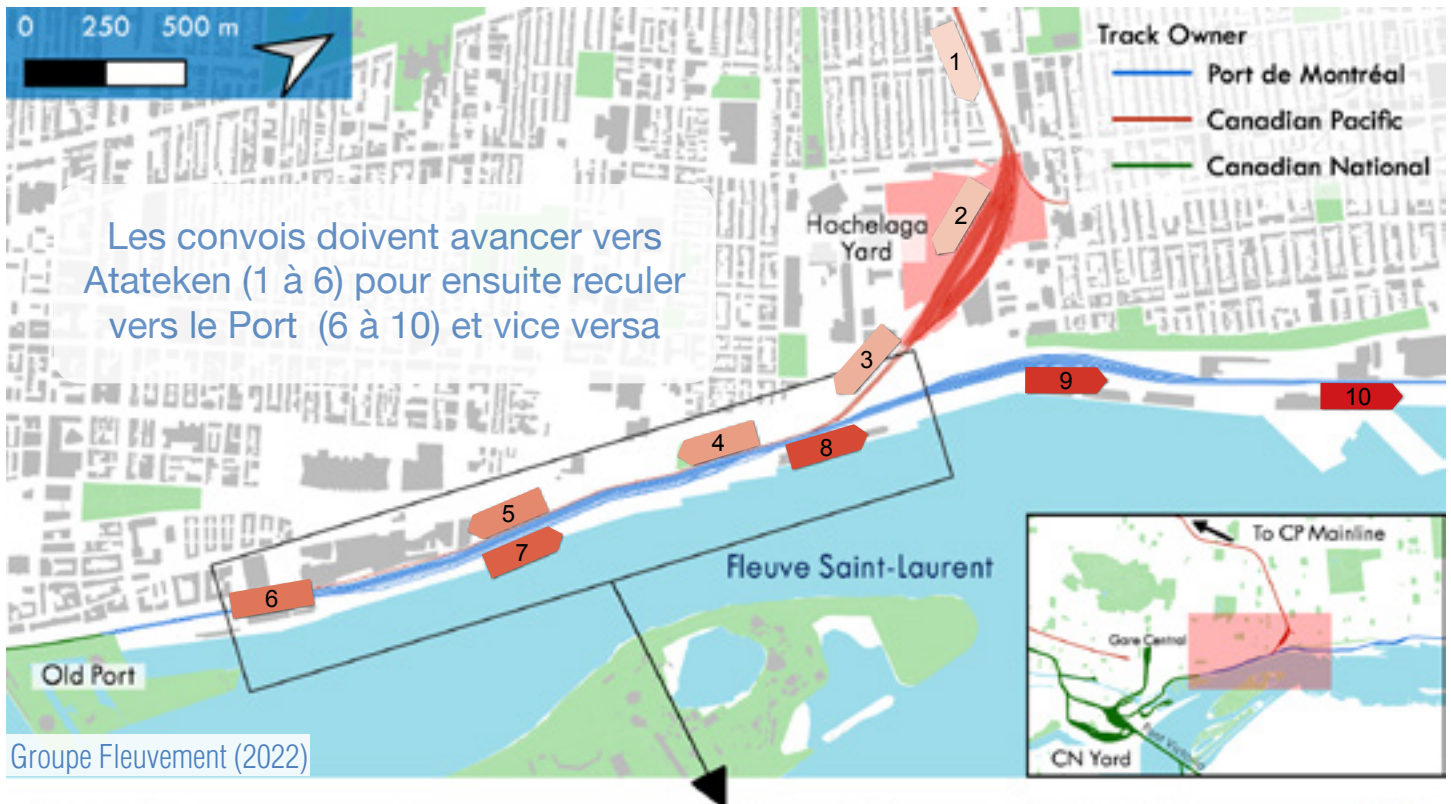 0 250 500 m
Track Owner
Port de Montréal
Canadian Pacific
Canadian National
1
2
Hochelaga
Yard
Les convois doivent avancer vers
Atateken (1 à 6) pour ensuite reculer
vers le Port (6 à 10) et vice versa
3
9
10
4
8
5
7
6
Fleuve Saint-Laurent
Old Port
To CP Mainline
Gare Central
Pont Victoria
CN Yard
Groupe Fleuvement (2022)